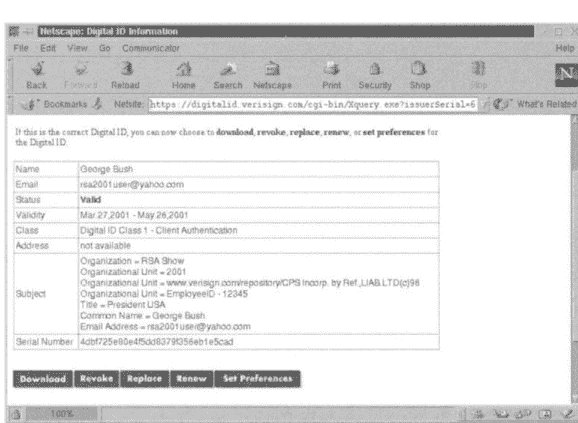 Netscape: Digital ID Information
File Edit View Go Communicator Help
Back Forward Reload Home Search Netscape Print Security Shop Stop
N
Bookmarks Netsite: https://digitalid.verisign.com/cgi-bin/Xquery.exe?issuerSerial=6 What's Related
If this is the correct Digital ID, you can now choose to download, revoke, replace, renew, or set preferences for
the Digital ID.
Name George Bush
Email rsa2001user@yahoo.com
Status Valid
Validity Mar 27,2001 - May 26,2001
Class Digital ID Class 1 - Client Authentication
Address not available
Subject
Organization = RSA Show
Organizational Unit = 2001
Organizational Unit = www.verisign.com/repository/CPS Incorp. by Ref.,LIAB.LTD(c)96
Organizational Unit = EmployeeID - 12345
Title = President USA
Common Name = George Bush
Email Address = rsa2001user@yahoo.com
Serial Number 4dbf725e80e4f5dd8379f356eb1e5cad
Download Revoke Replace Renew Set Preferences
100%